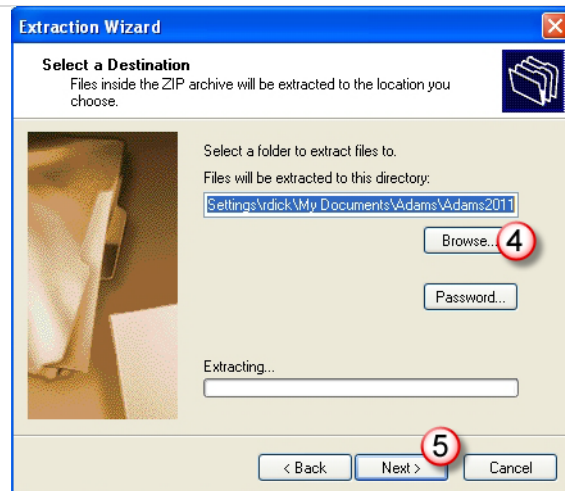 Extraction Wizard
Select a Destination
Files inside the ZIP archive will be extracted to the location you
choose.
Select a folder to extract files to.
Files will be extracted to this directory:
Settings\rdick\My Documents\Adams\Adams2011
Browse... 4
Password...
Extracting...
5
< Back Next > Cancel